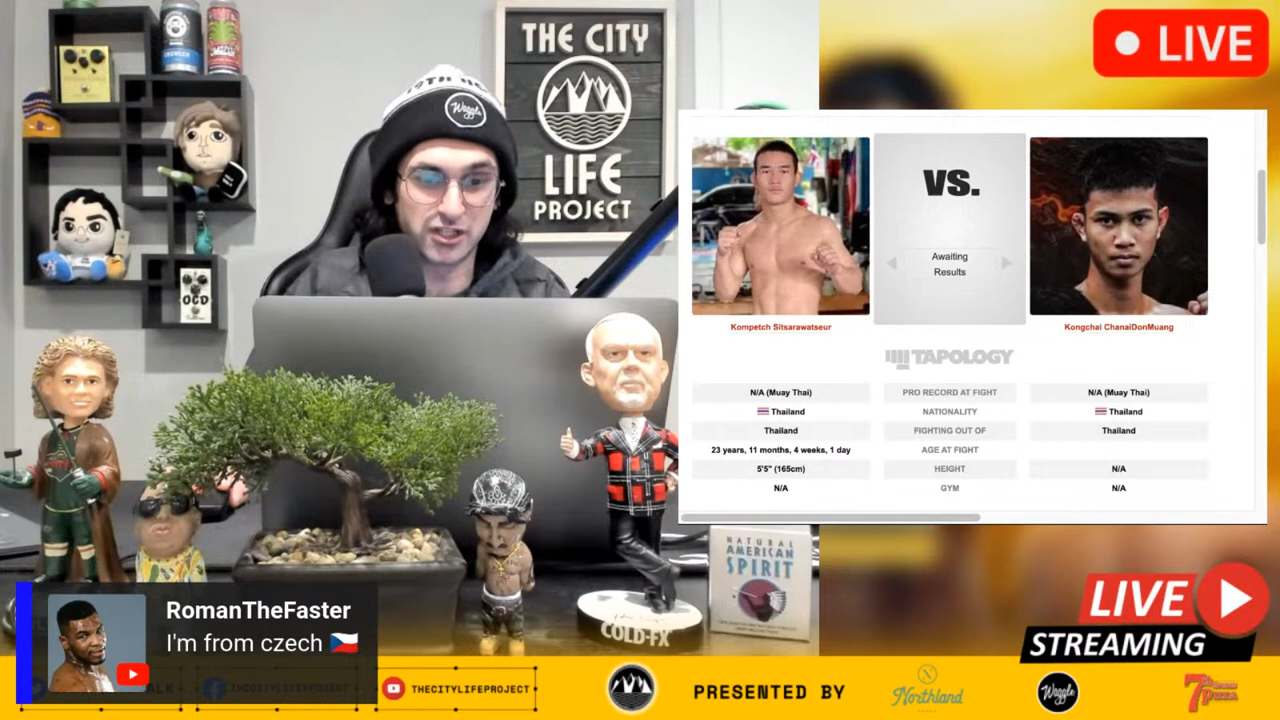 THE CITY
LIFE
PROJECT
Waggle
OCD
LIVE
VS.
Awaiting
Results
Kompetch Sitsarawatseur
Kongchai ChanaiDonMuang
TAPOLOGY
N/A (Muay Thai)
PRO RECORD AT FIGHT
N/A (Muay Thai)
Thailand
NATIONALITY
Thailand
Thailand
FIGHTING OUT OF
Thailand
23 years, 11 months, 4 weeks, 1 day
AGE AT FIGHT
5'5" (165cm)
HEIGHT
N/A
N/A
GYM
N/A
NATURAL
AMERICAN
SPIRIT
COLD-FX
RomanTheFaster
I'm from czech 🇨🇿
LIVE
STREAMING
THECITYLIFEPROJECT
THECITYLIFEPROJECT
PRESENTED BY
Northland
Waggle